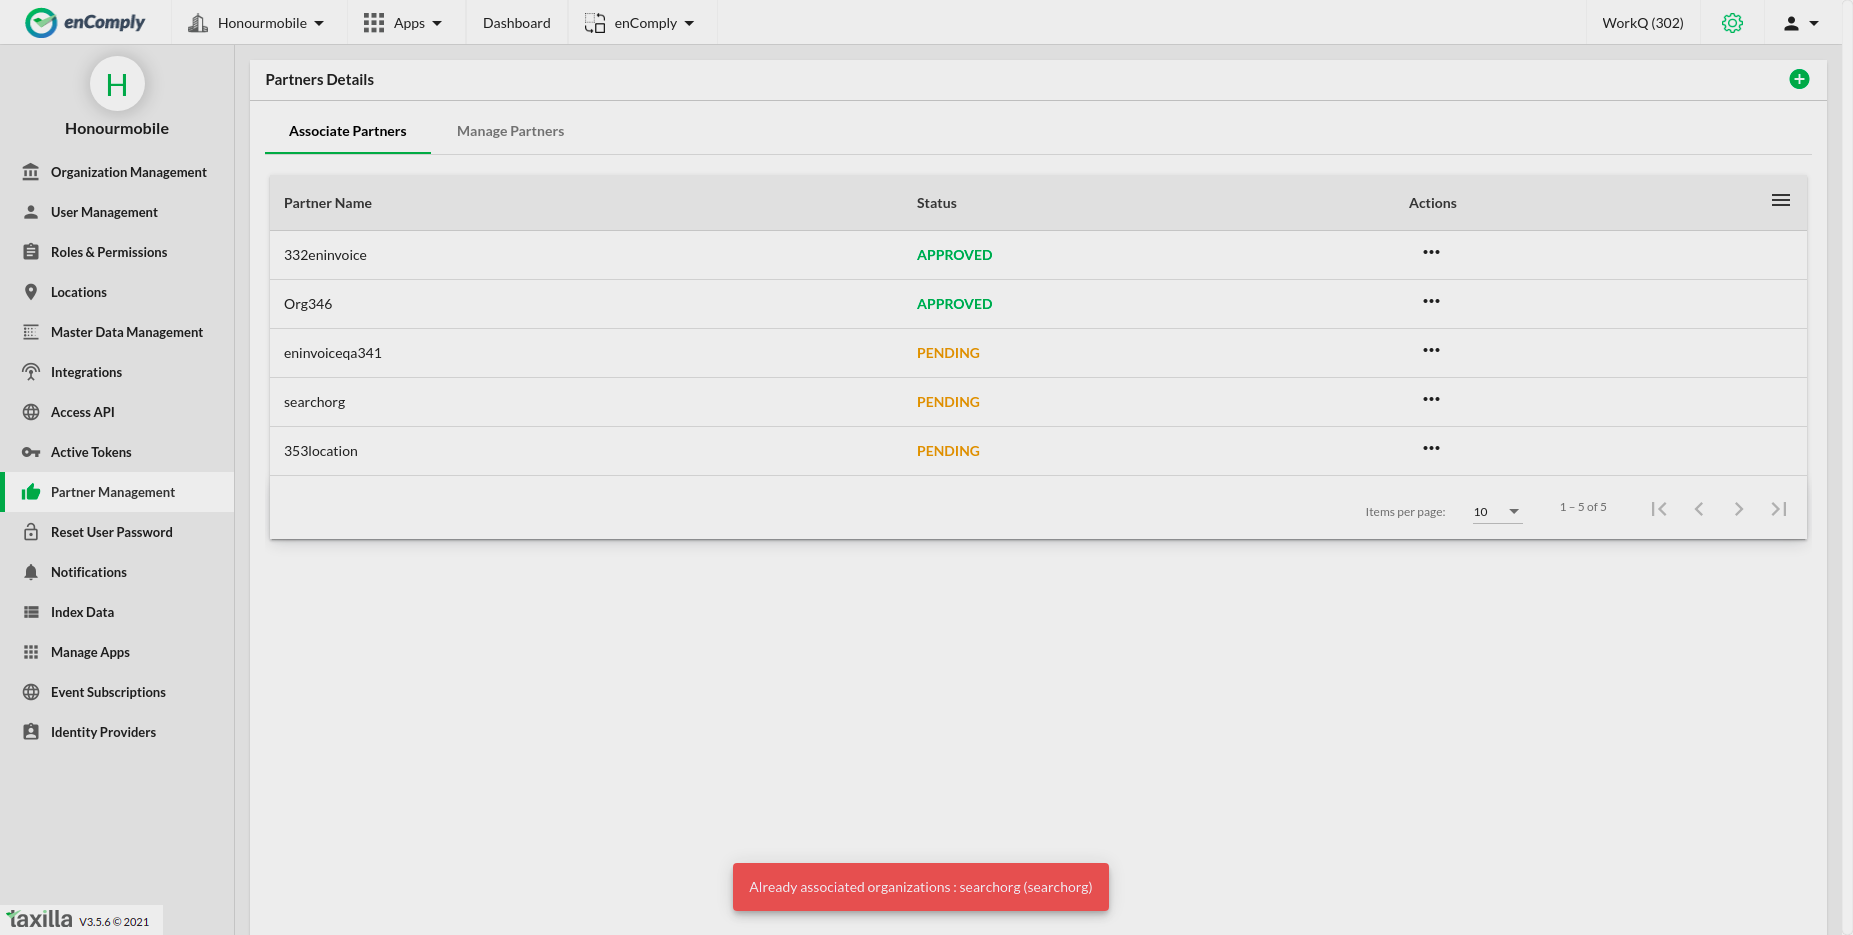 enComply
Honourmobile
Apps
Dashboard
enComply
WorkQ (302)
H
Honourmobile
Organization Management
User Management
Roles & Permissions
Locations
Master Data Management
Integrations
Access API
Active Tokens
Partner Management
Reset User Password
Notifications
Index Data
Manage Apps
Event Subscriptions
Identity Providers
taxilla V3.5.6 © 2021
Partners Details
Associate Partners
Manage Partners
Partner Name Status Actions
332eninvoice APPROVED
Org346 APPROVED
eninvoiceqa341 PENDING
searchorg PENDING
353location PENDING
Items per page: 10 1 – 5 of 5
Already associated organizations : searchorg (searchorg)